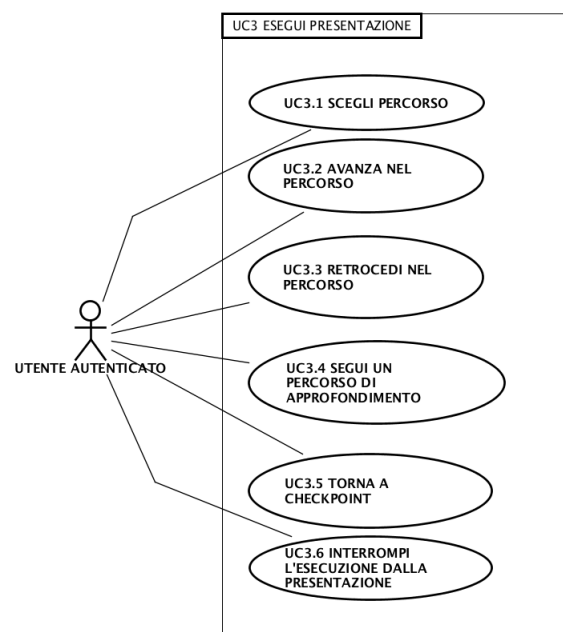 UC3 ESEGUI PRESENTAZIONE
UC3.1 SCEGLI PERCORSO
UC3.2 AVANZA NEL
PERCORSO
UC3.3 RETROCEDI NEL
PERCORSO
UTENTE AUTENTICATO
UC3.4 SEGUI UN
PERCORSO DI
APPROFONDIMENTO
UC3.5 TORNA A
CHECKPOINT
UC3.6 INTERROMPI
L'ESECUZIONE DALLA
PRESENTAZIONE